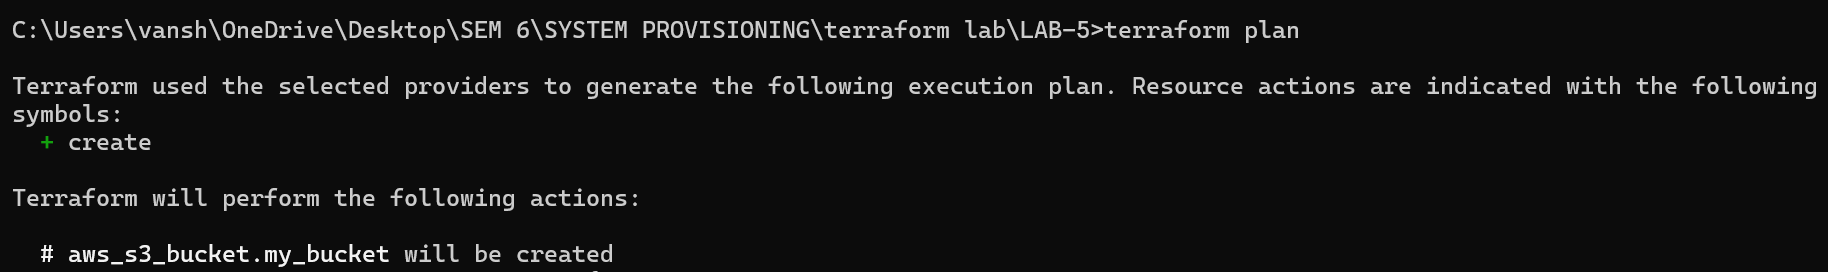 C:\Users\vansh\OneDrive\Desktop\SEM 6\SYSTEM PROVISIONING\terraform lab\LAB-5>terraform plan
Terraform used the selected providers to generate the following execution plan. Resource actions are indicated with the following
symbols:
+ create
Terraform will perform the following actions:
# aws_s3_bucket.my_bucket will be created